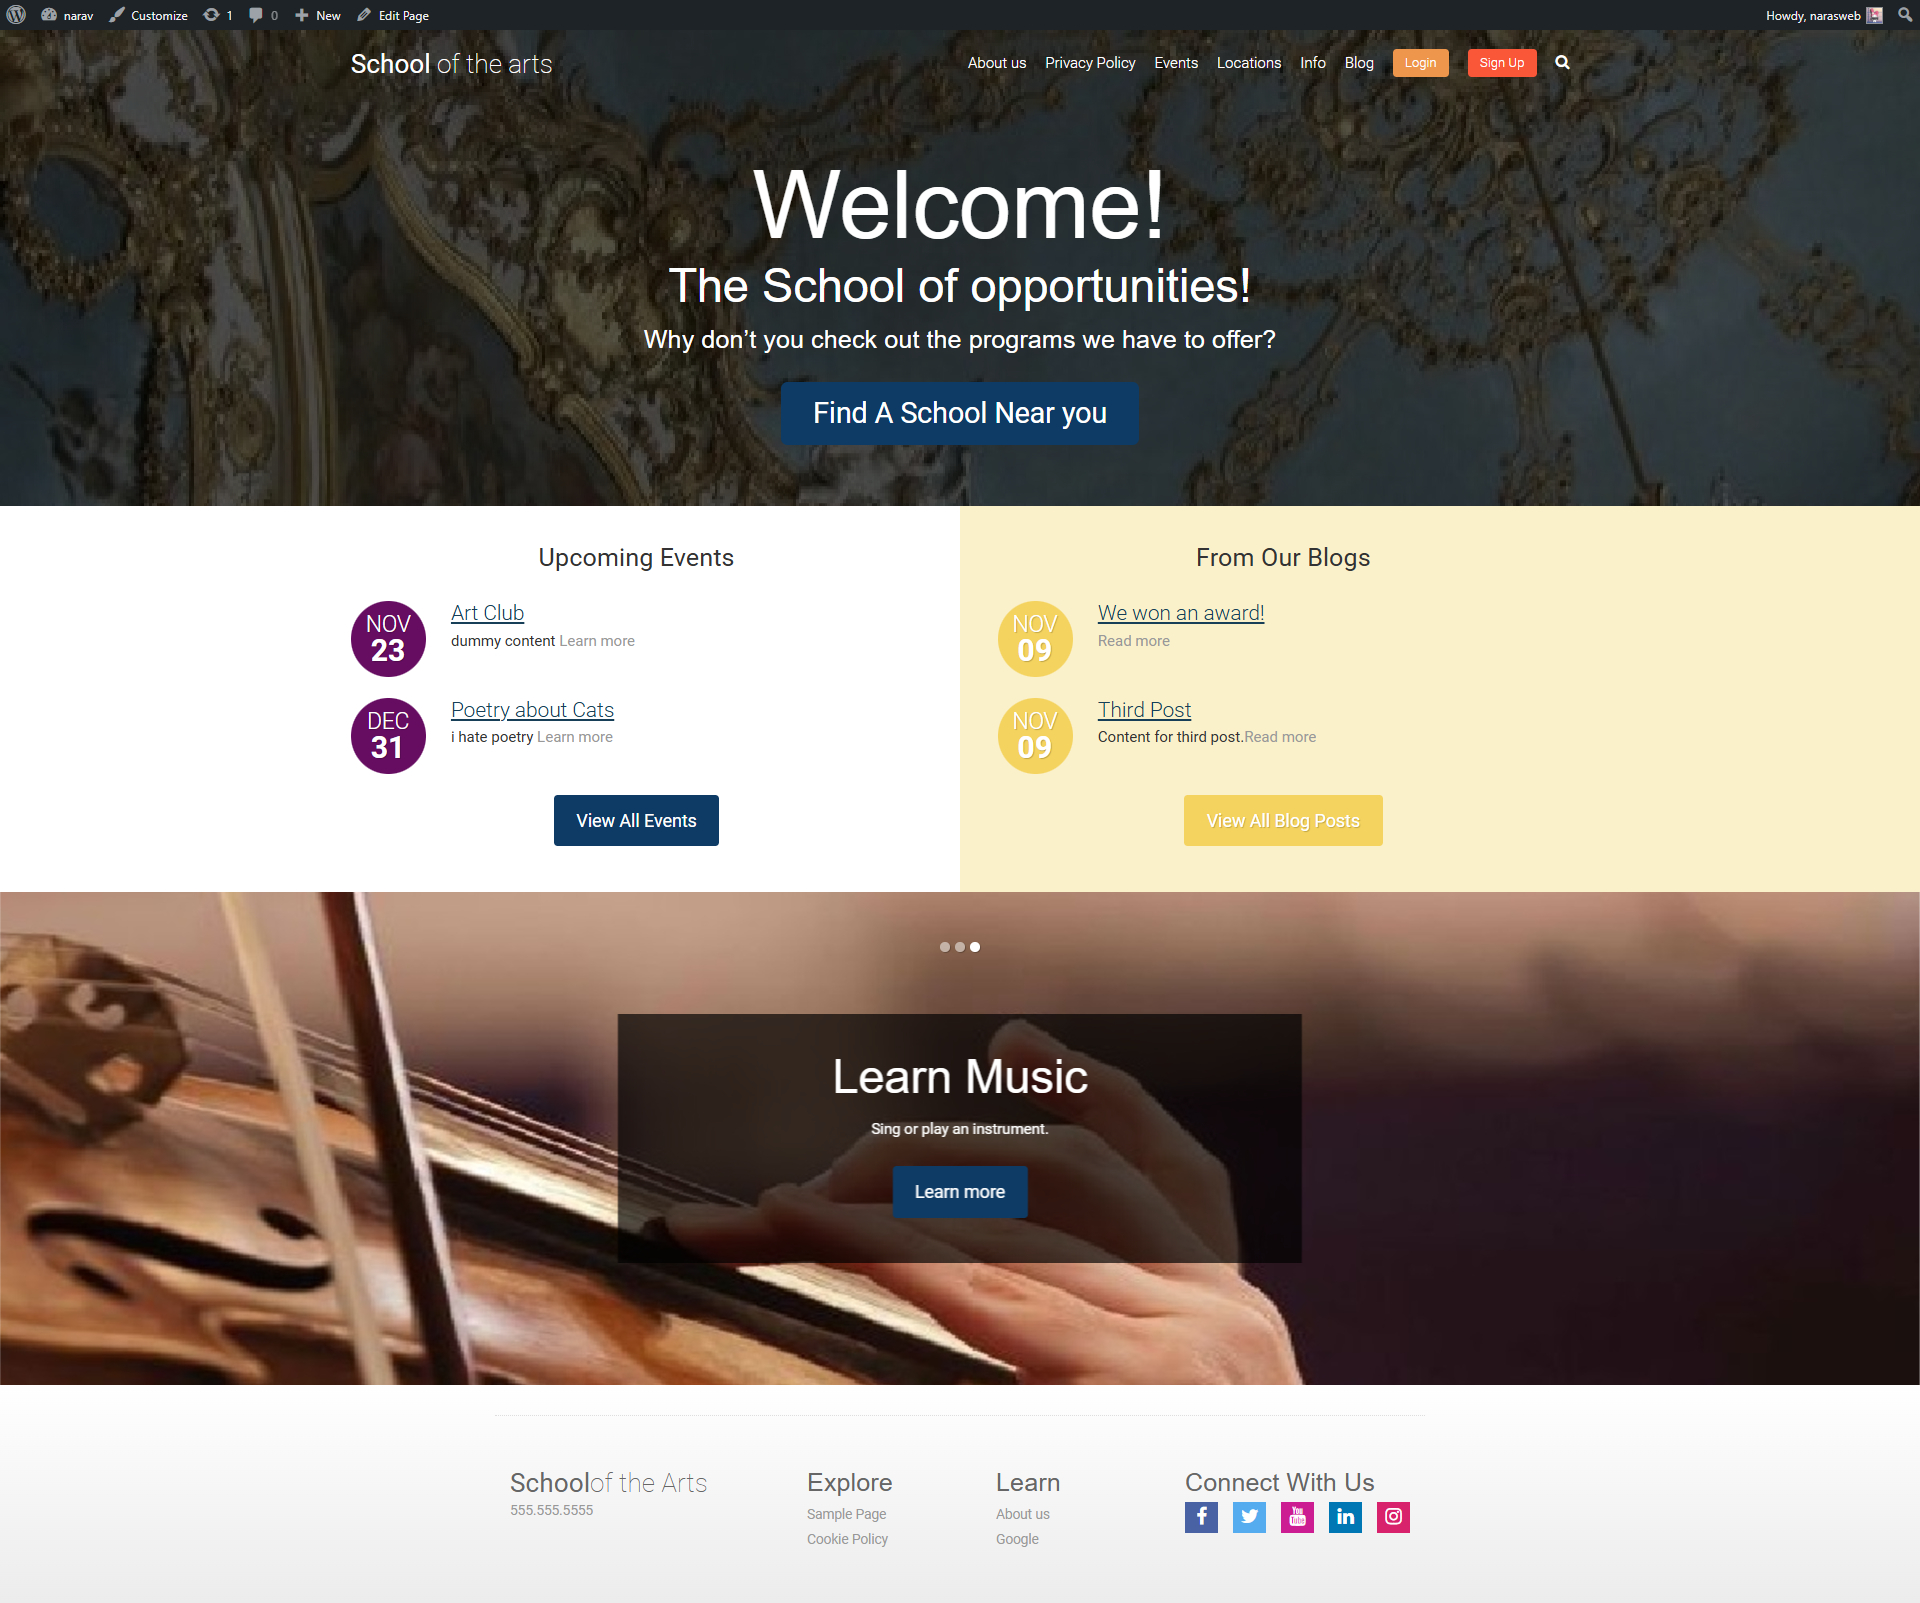 narav Customize 1 0 New Edit Page Howdy, narasweb
School of the arts About us Privacy Policy Events Locations Info Blog Login Sign Up
Welcome!
The School of opportunities!
Why don’t you check out the programs we have to offer?
Find A School Near you
Upcoming Events
NOV
23
Art Club
dummy content Learn more
DEC
31
Poetry about Cats
i hate poetry Learn more
View All Events
From Our Blogs
NOV
09
We won an award!
Read more
NOV
09
Third Post
Content for third post.Read more
View All Blog Posts
Learn Music
Sing or play an instrument.
Learn more
Schoolof the Arts
555.555.5555
Explore
Sample Page
Cookie Policy
Learn
About us
Google
Connect With Us
f You Tube in